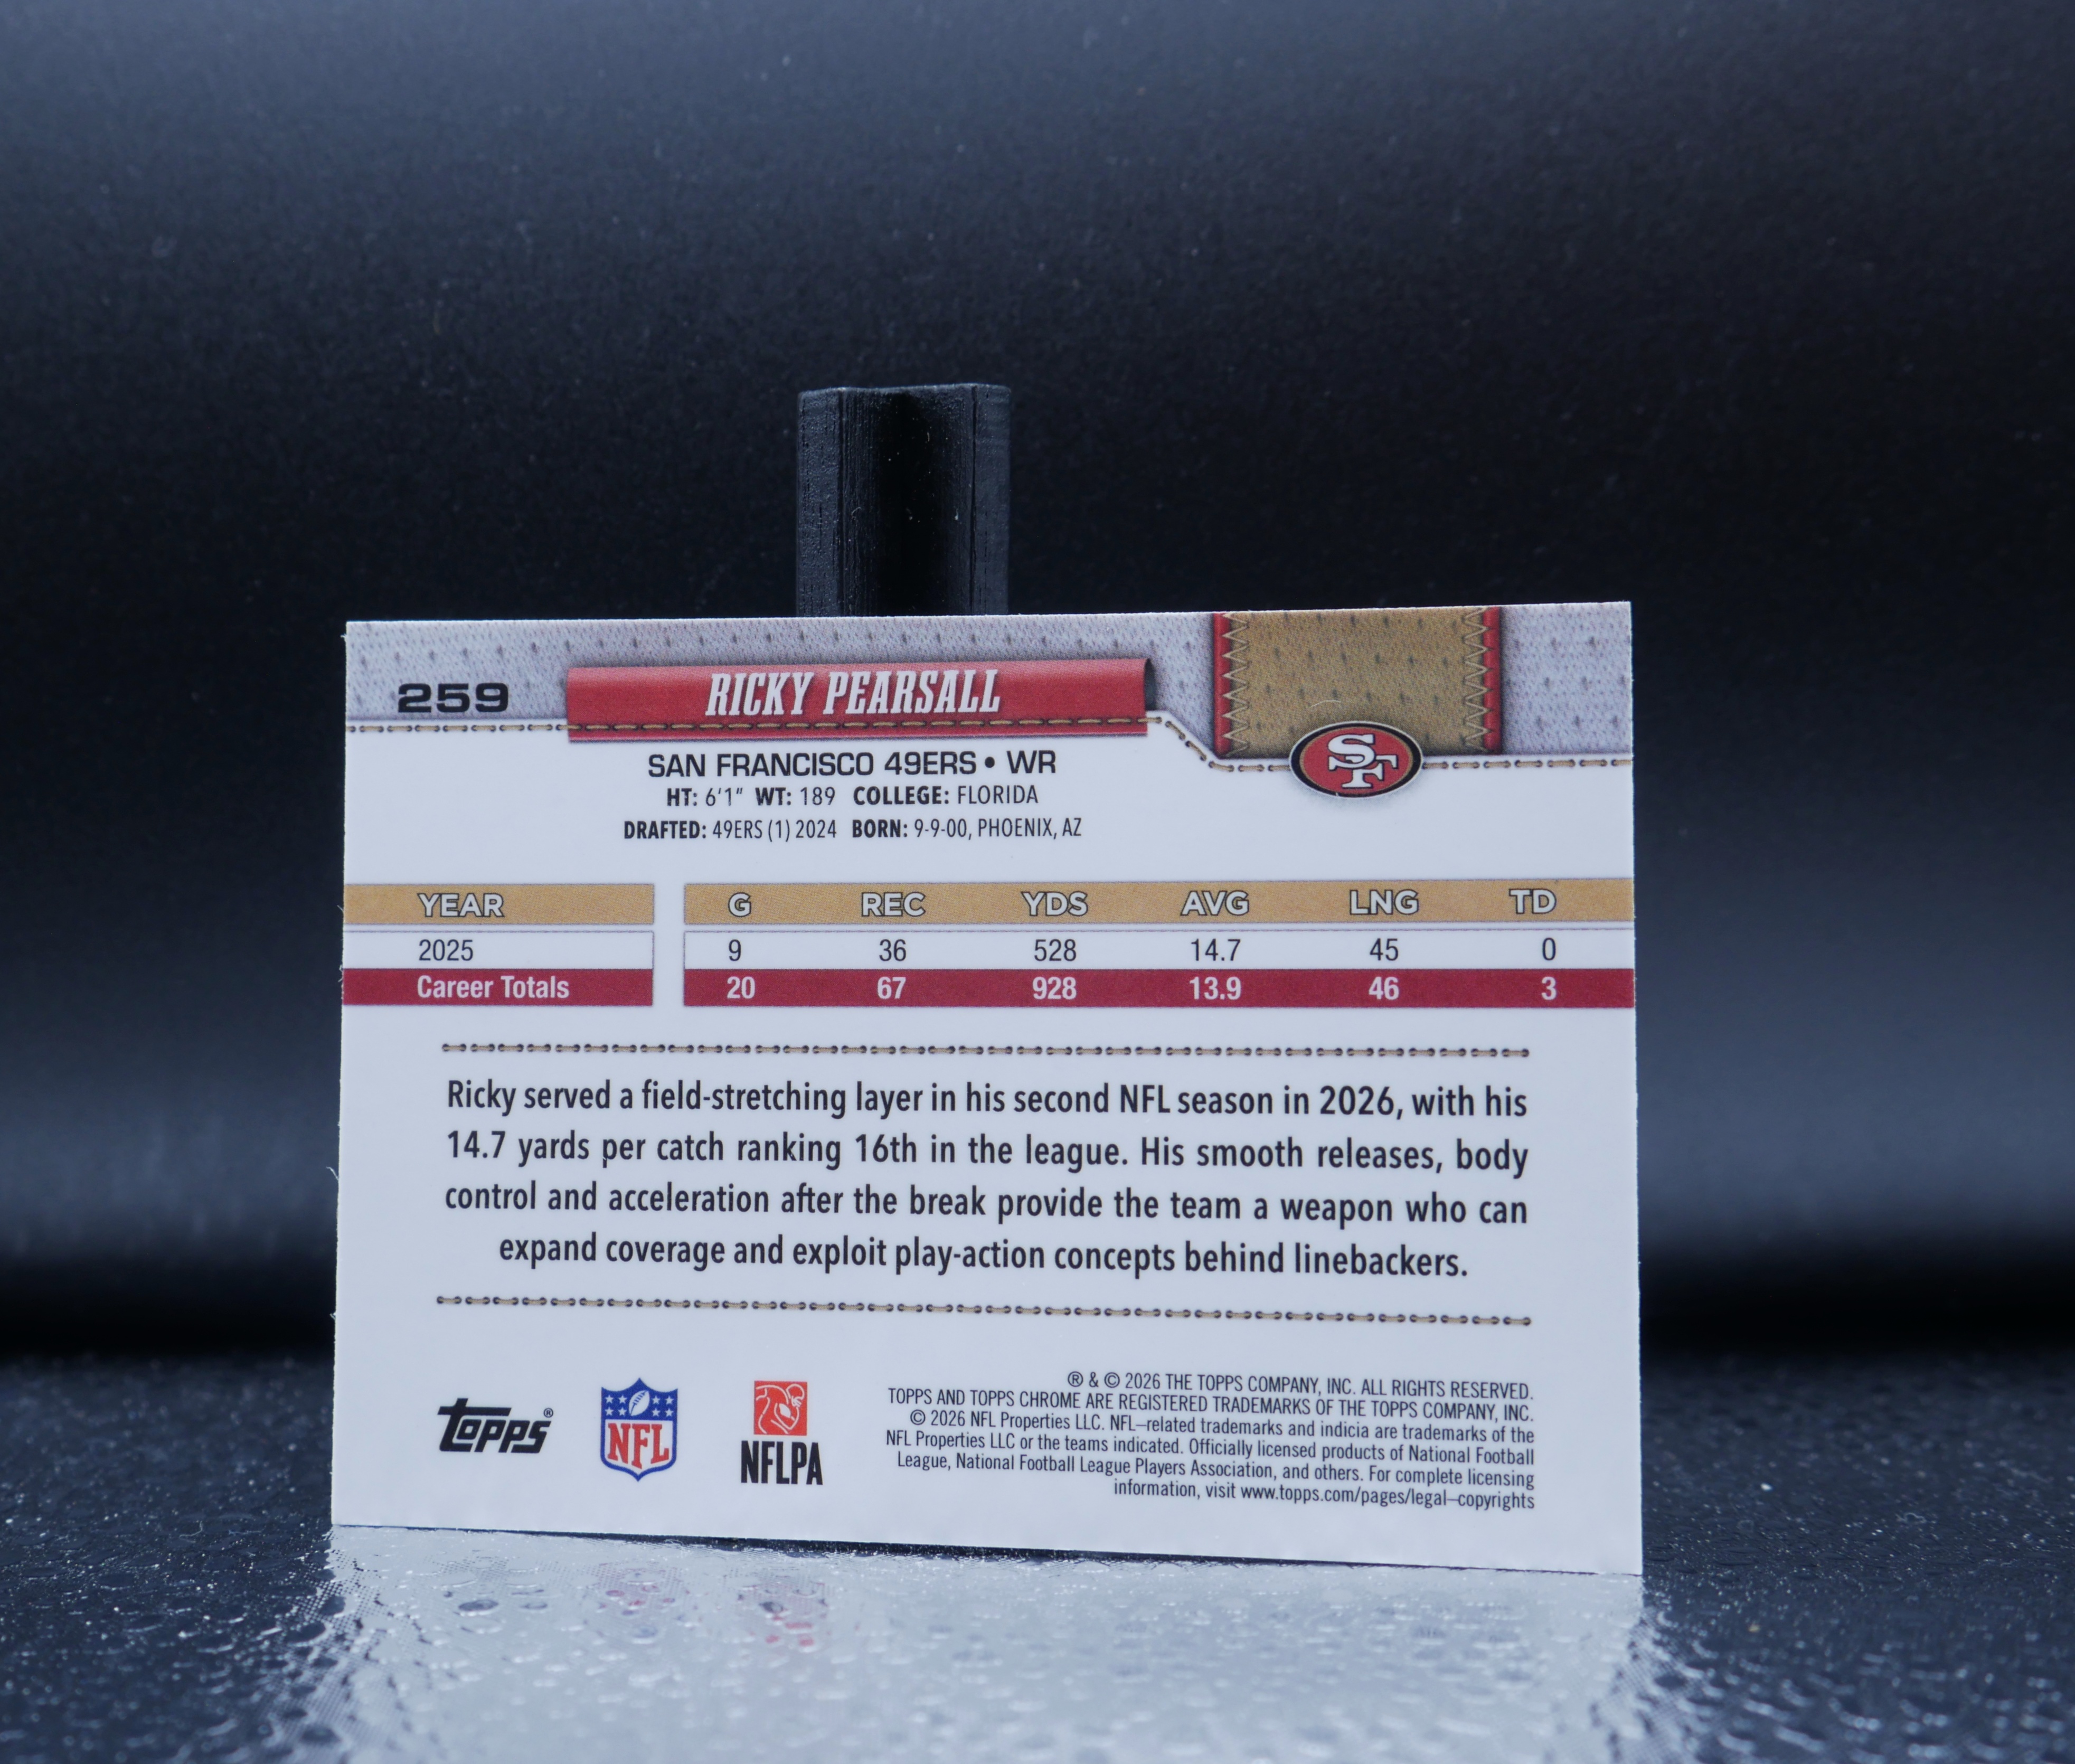 259
RICKY PEARSALL
SF
SAN FRANCISCO 49ERS • WR
HT: 6'1" WT: 189 COLLEGE: FLORIDA
DRAFTED: 49ERS (1) 2024 BORN: 9-9-00, PHOENIX, AZ
YEAR G REC YDS AVG LNG TD
2025 9 36 528 14.7 45 0
Career Totals 20 67 928 13.9 46 3
Ricky served a field-stretching layer in his second NFL season in 2026, with his
14.7 yards per catch ranking 16th in the league. His smooth releases, body
control and acceleration after the break provide the team a weapon who can
expand coverage and exploit play-action concepts behind linebackers.
topps®
NFL
NFLPA
® & © 2026 THE TOPPS COMPANY, INC. ALL RIGHTS RESERVED.
TOPPS AND TOPPS CHROME ARE REGISTERED TRADEMARKS OF THE TOPPS COMPANY, INC.
© 2026 NFL Properties LLC. NFL–related trademarks and indicia are trademarks of the
NFL Properties LLC or the teams indicated. Officially licensed products of National Football
League, National Football League Players Association, and others. For complete licensing
information, visit www.topps.com/pages/legal–copyrights